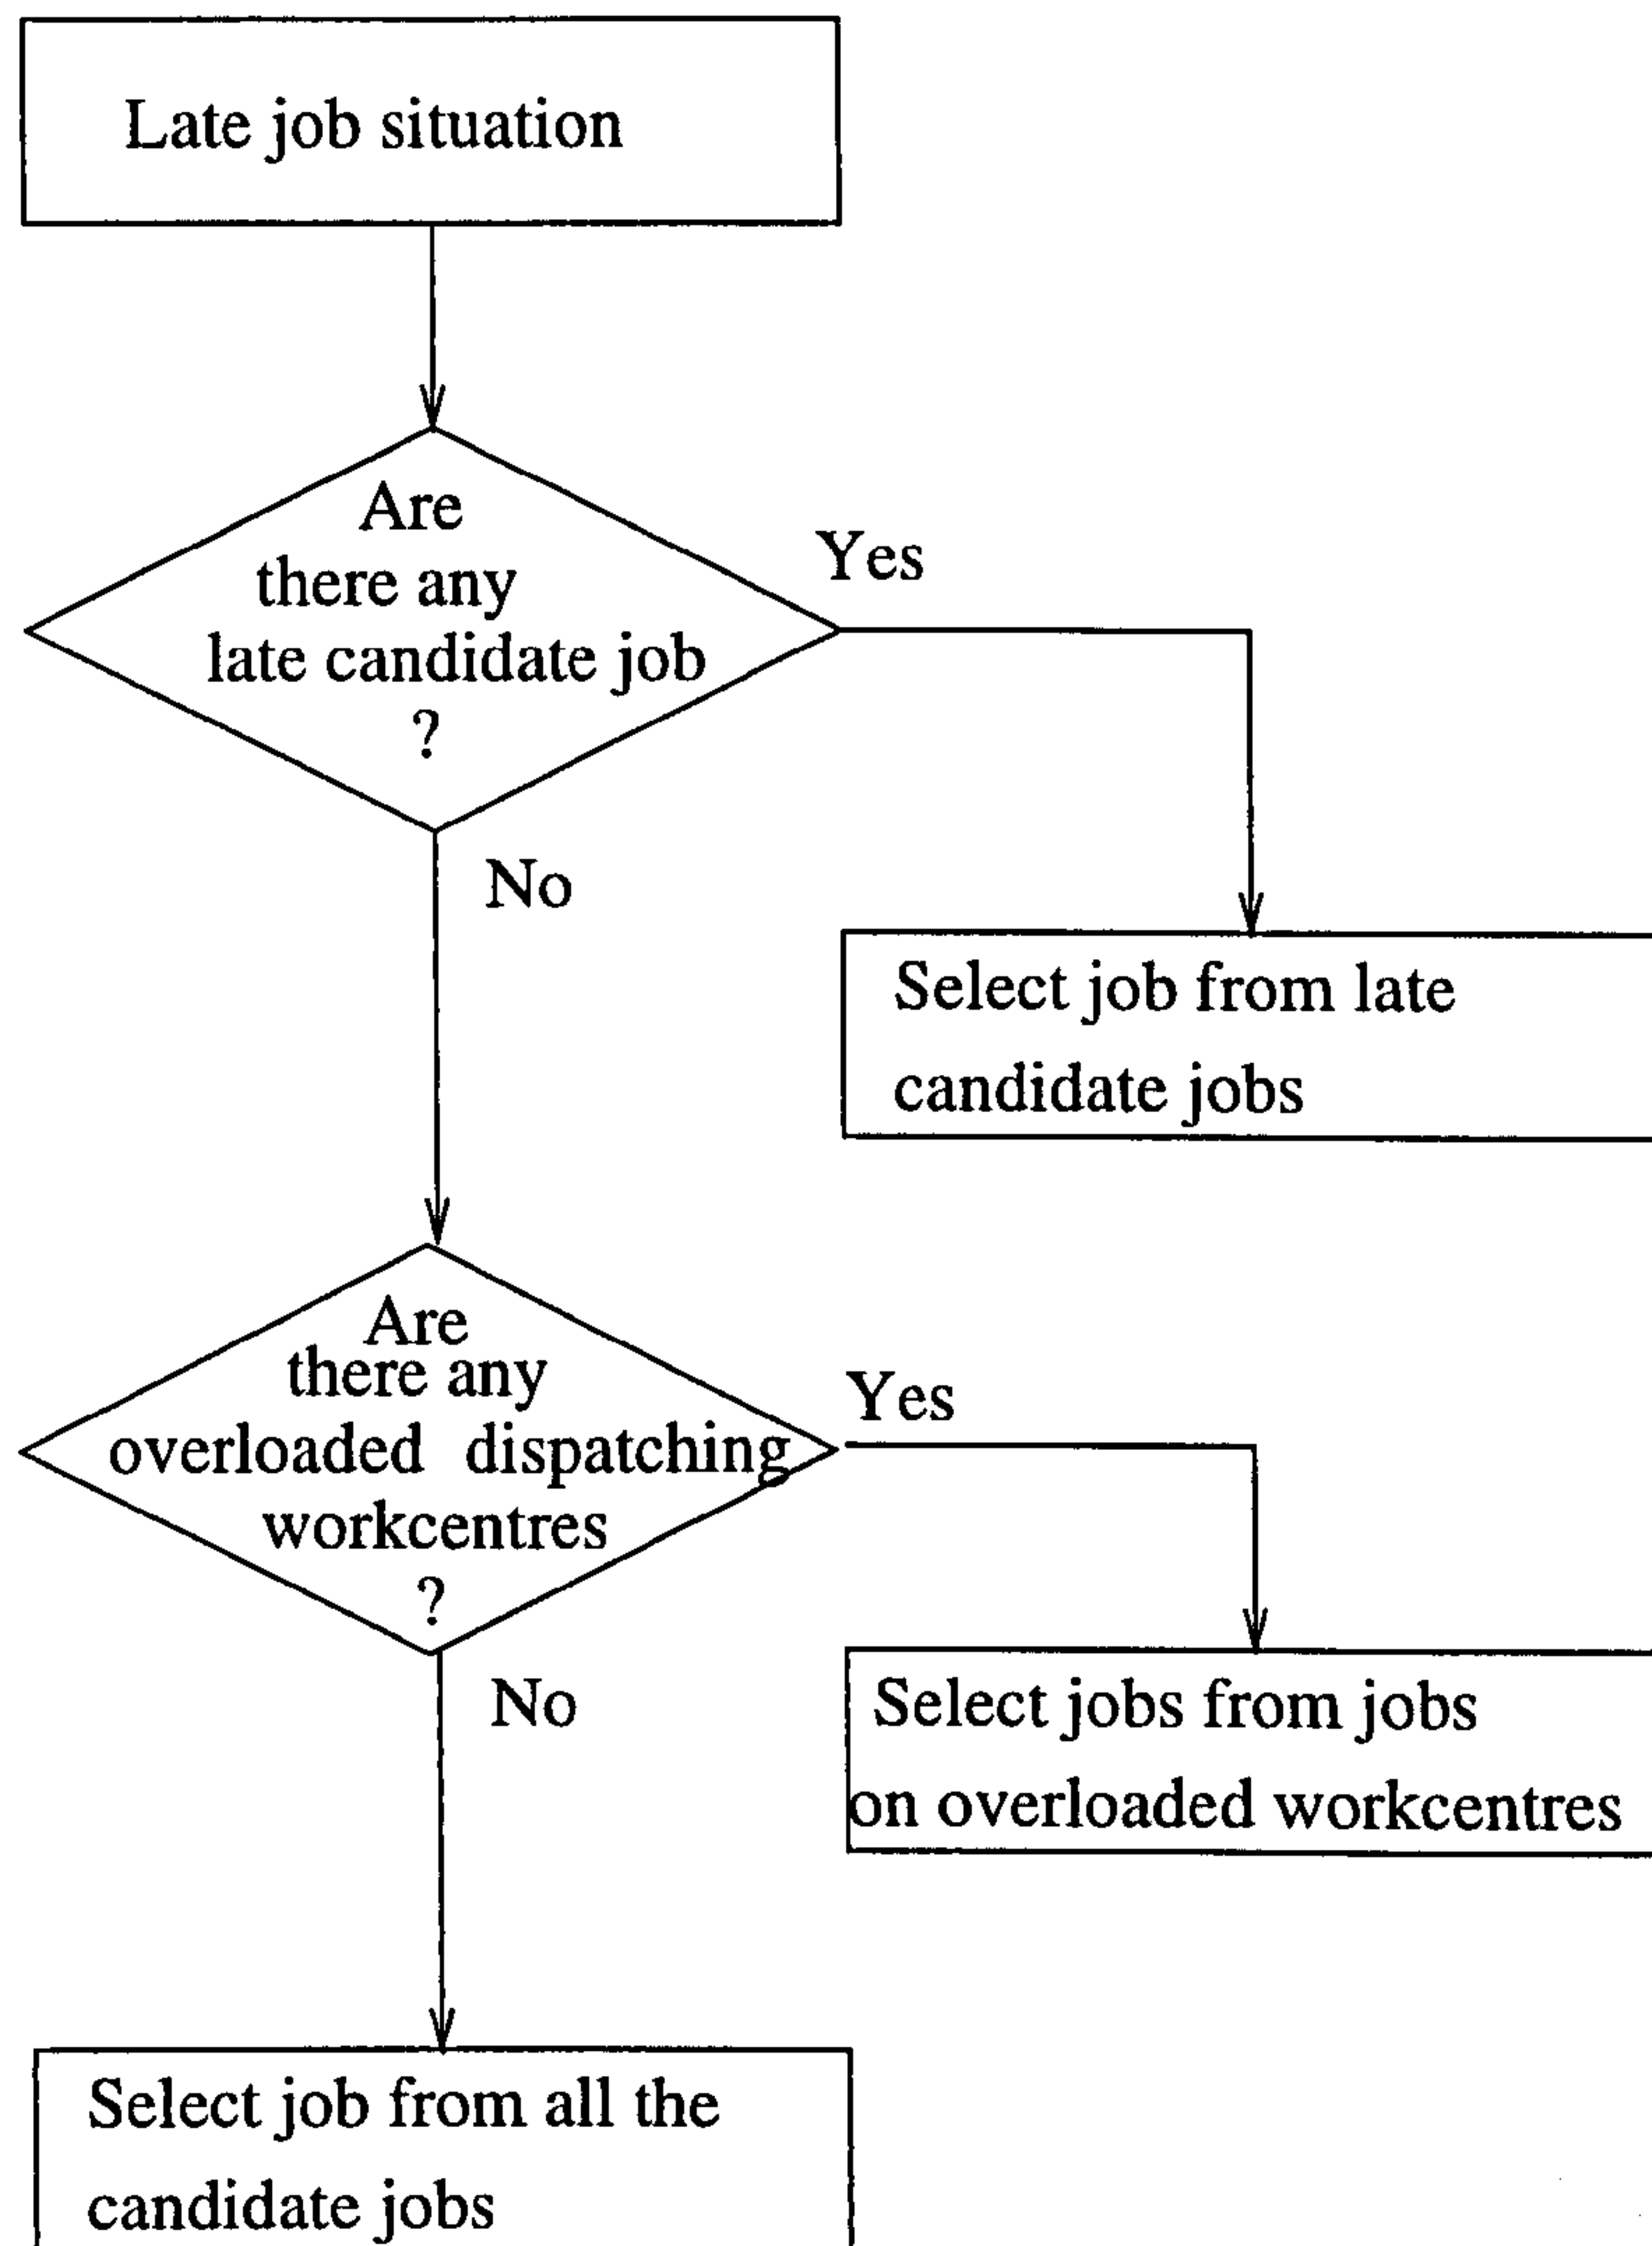 Late job situation
Are
there any
late candidate job
?
Yes
No
Select job from late
candidate jobs
Are
there any
overloaded dispatching
workcentres
?
Yes
No
Select jobs from jobs
on overloaded workcentres
Select job from all the
candidate jobs